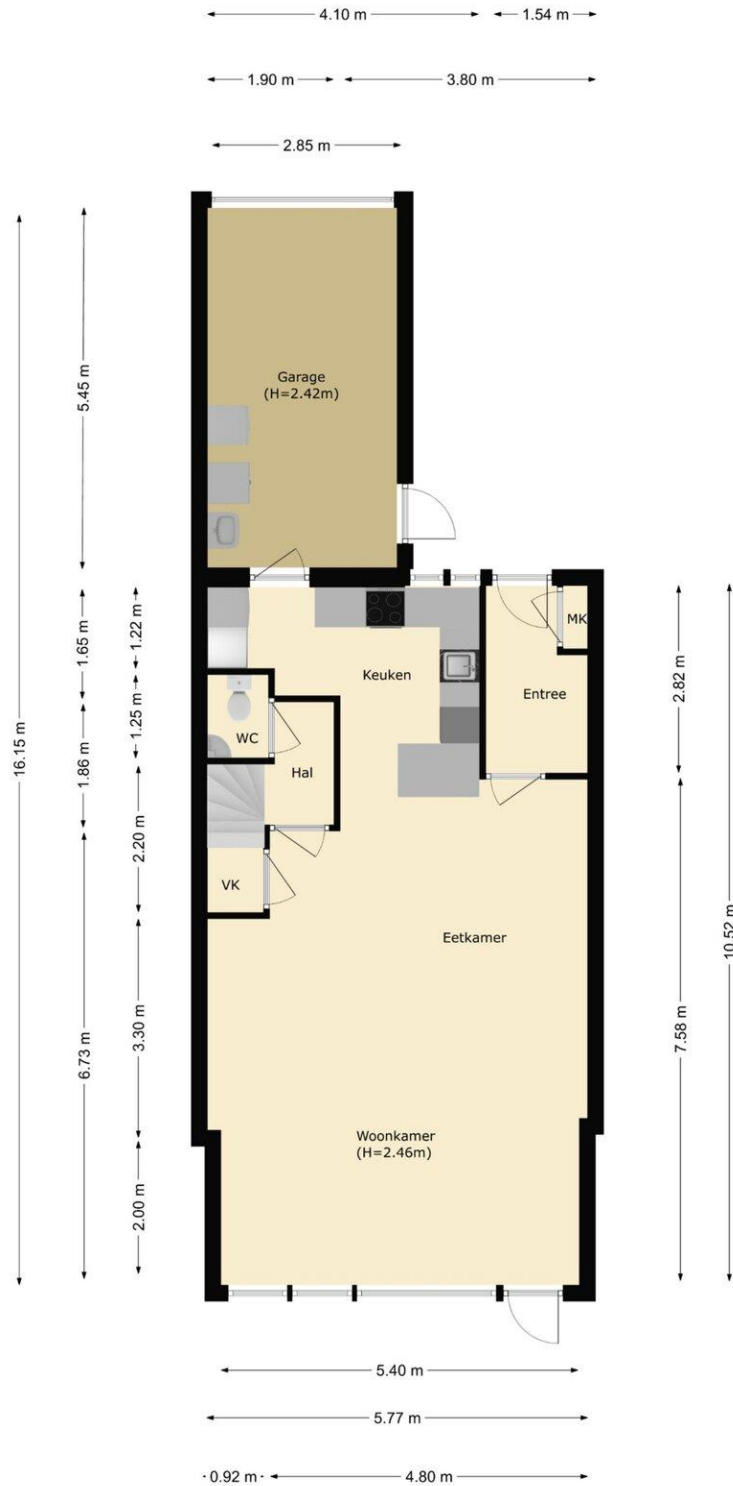 4.10 m
1.54 m
1.90 m
3.80 m
2.85 m
16.15 m
5.45 m
1.65 m
1.86 m
6.73 m
1.22 m
1.25 m
2.20 m
3.30 m
2.00 m
Garage
(H=2.42m)
MK
Keuken
Entree
WC
Hal
VK
Eetkamer
Woonkamer
(H=2.46m)
2.82 m
7.58 m
10.52 m
5.40 m
5.77 m
0.92 m
4.80 m